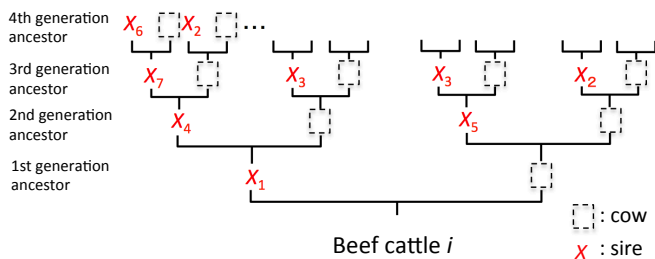 4th generation ancestor
X6 X2 ...
3rd generation ancestor
X7 X3 X3 X2
2nd generation ancestor
X4 X5
1st generation ancestor
X1
Beef cattle i
: cow
X : sire